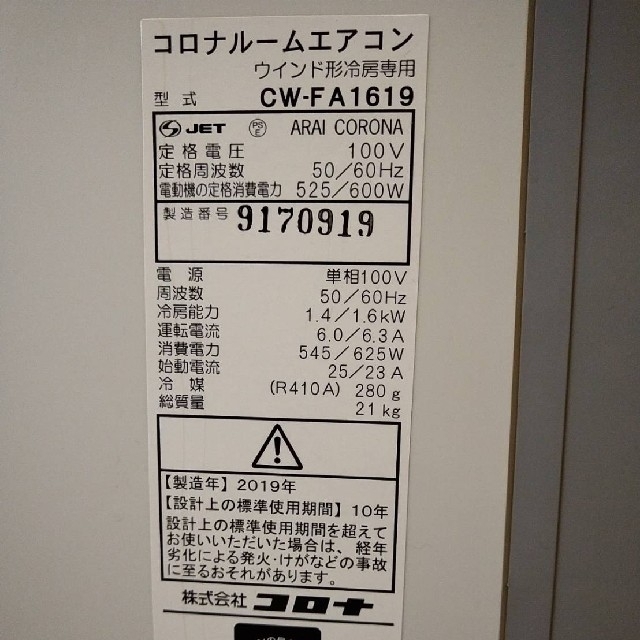 コロナルームエアコン
ウインド形冷房専用
型式 CW-FA1619
S JET PSE ARAI CORONA
定格電圧 100V
定格周波数 50/60Hz
電動機の定格消費電力 525/600W
製造番号 9170919
電源 単相100V
周波数 50/60Hz
冷房能力 1.4/1.6kW
運転電流 6.0/6.3A
消費電力 545/625W
始動電流 25/23A
冷媒 (R410A) 280g
総質量 21kg
【製造年】2019年
【設計上の標準使用期間】10年
設計上の標準使用期間を超えて
お使いいただいた場合は、経年
劣化による発火・けがなどの事故
に至るおそれがあります。
株式会社 コロナ